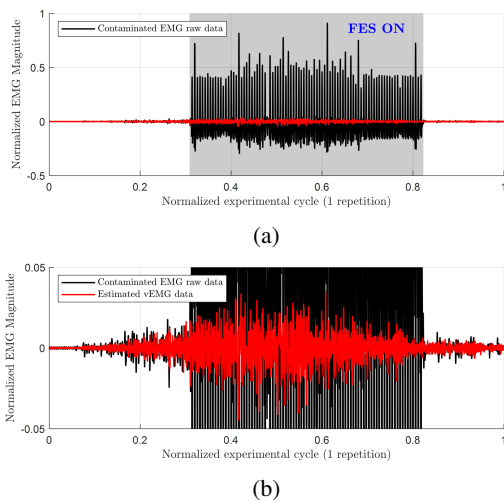 1
Contaminated EMG raw data
FES ON
0.5
0
-0.5
Normalized EMG Magnitude
0 0.2 0.4 0.6 0.8 1
Normalized experimental cycle (1 repetition)
(a)
0.05
Contaminated EMG raw data
Estimated vEMG data
0
-0.05
Normalized EMG Magnitude
0 0.2 0.4 0.6 0.8 1
Normalized experimental cycle (1 repetition)
(b)